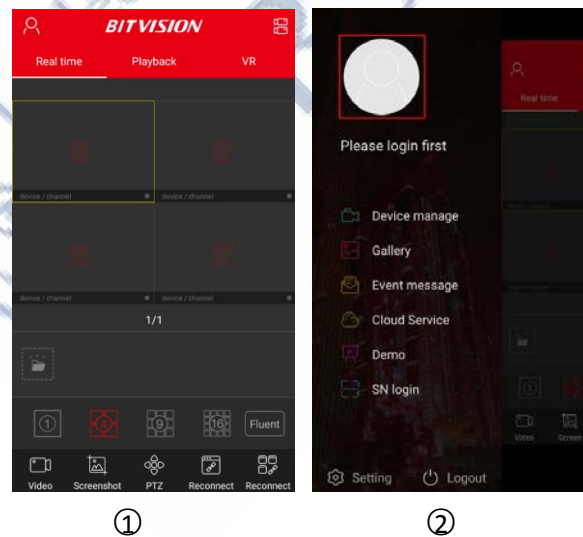 BITVISION
Real time Playback VR
device / channel device / channel
device / channel device / channel
1/1
1 4 9 16 Fluent
Video Screenshot PTZ Reconnect Reconnect
①
Please login first
Device manage
Gallery
Event message
Cloud Service
Demo
SN login
Setting Logout
Real time
1
Video Screen
②